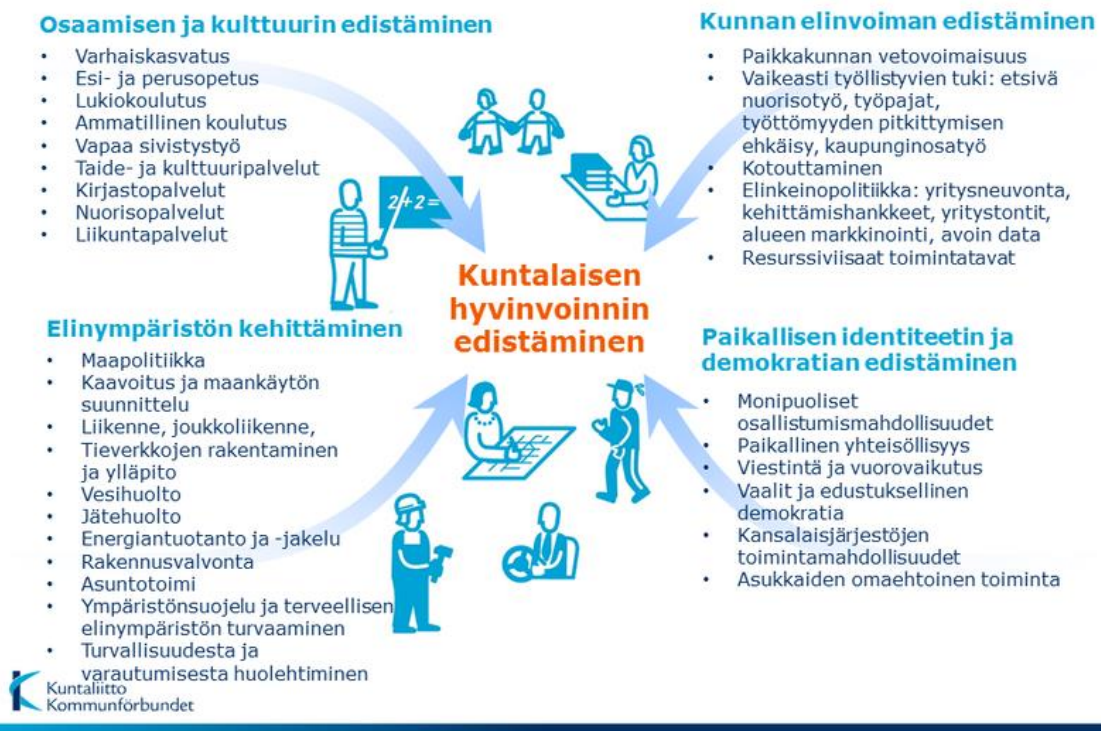 Osaamisen ja kulttuurin edistäminen
• Varhaiskasvatus
• Esi- ja perusopetus
• Lukiokoulutus
• Ammatillinen koulutus
• Vapaa sivistystyö
• Taide- ja kulttuuripalvelut
• Kirjastopalvelut
• Nuorisopalvelut
• Liikuntapalvelut
2+2=
Kunnan elinvoiman edistäminen
• Paikkakunnan vetovoimaisuus
• Vaikeasti työllistyvien tuki: etsivä
nuorisotyö, työpajat,
työttömyyden pitkittymisen
ehkäisy, kaupunginosatyö
• Kotouttaminen
• Elinkeinopolitiikka: yritysneuvonta,
kehittämishankkeet, yritystontit,
alueen markkinointi, avoin data
• Resurssiviisaat toimintatavat
Kuntalaisen
hyvinvoinnin
edistäminen
Elinympäristön kehittäminen
• Maapolitiikka
• Kaavoitus ja maankäytön
suunnittelu
• Liikenne, joukkoliikenne,
• Tieverkkojen rakentaminen
ja ylläpito
• Vesihuolto
• Jätehuolto
• Energiantuotanto ja -jakelu
• Rakennusvalvonta
• Asuntotoimi
• Ympäristönsuojelu ja terveellisen
elinympäristön turvaaminen
• Turvallisuudesta ja
varautumisesta huolehtiminen
Paikallisen identiteetin ja
demokratian edistäminen
• Monipuoliset
osallistumismahdollisuudet
• Paikallinen yhteisöllisyys
• Viestintä ja vuorovaikutus
• Vaalit ja edustuksellinen
demokratia
• Kansalaisjärjestöjen
toimintamahdollisuudet
• Asukkaiden omaehtoinen toiminta
Kuntaliitto
Kommunförbundet